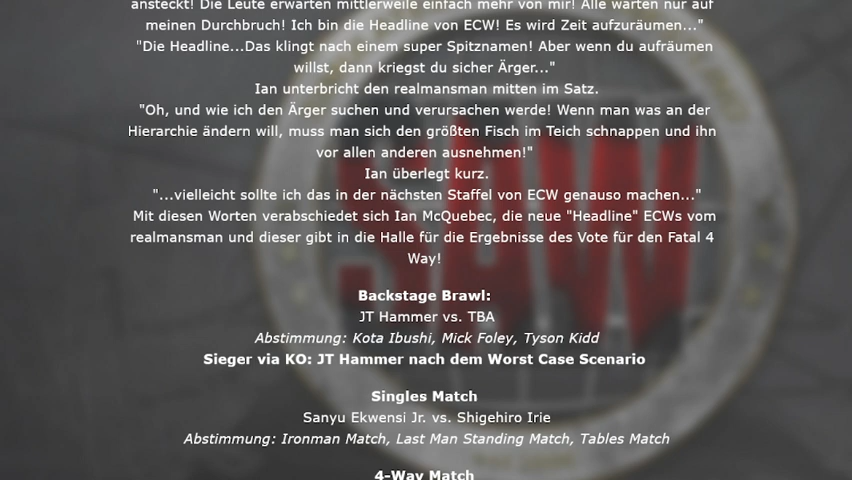 ansteckt! Die Leute erwarten mittlerweile einfach mehr von mir! Alle warten nur auf
meinen Durchbruch! Ich bin die Headline von ECW! Es wird Zeit aufzuräumen..."
"Die Headline...Das klingt nach einem super Spitznamen! Aber wenn du aufräumen
willst, dann kriegst du sicher Ärger..."
Ian unterbricht den realmansman mitten im Satz.
"Oh, und wie ich den Ärger suchen und verursachen werde! Wenn man was an der
Hierarchie ändern will, muss man sich den größten Fisch im Teich schnappen und ihn
vor allen anderen ausnehmen!"
Ian überlegt kurz.
"...vielleicht sollte ich das in der nächsten Staffel von ECW genauso machen..."
Mit diesen Worten verabschiedet sich Ian McQuebec, die neue "Headline" ECWs vom
realmansman und dieser gibt in die Halle für die Ergebnisse des Vote für den Fatal 4
Way!
Backstage Brawl:
JT Hammer vs. TBA
Abstimmung: Kota Ibushi, Mick Foley, Tyson Kidd
Sieger via KO: JT Hammer nach dem Worst Case Scenario
Singles Match
Sanyu Ekwensi Jr. vs. Shigehiro Irie
Abstimmung: Ironman Match, Last Man Standing Match, Tables Match
4-Way Match
SAW